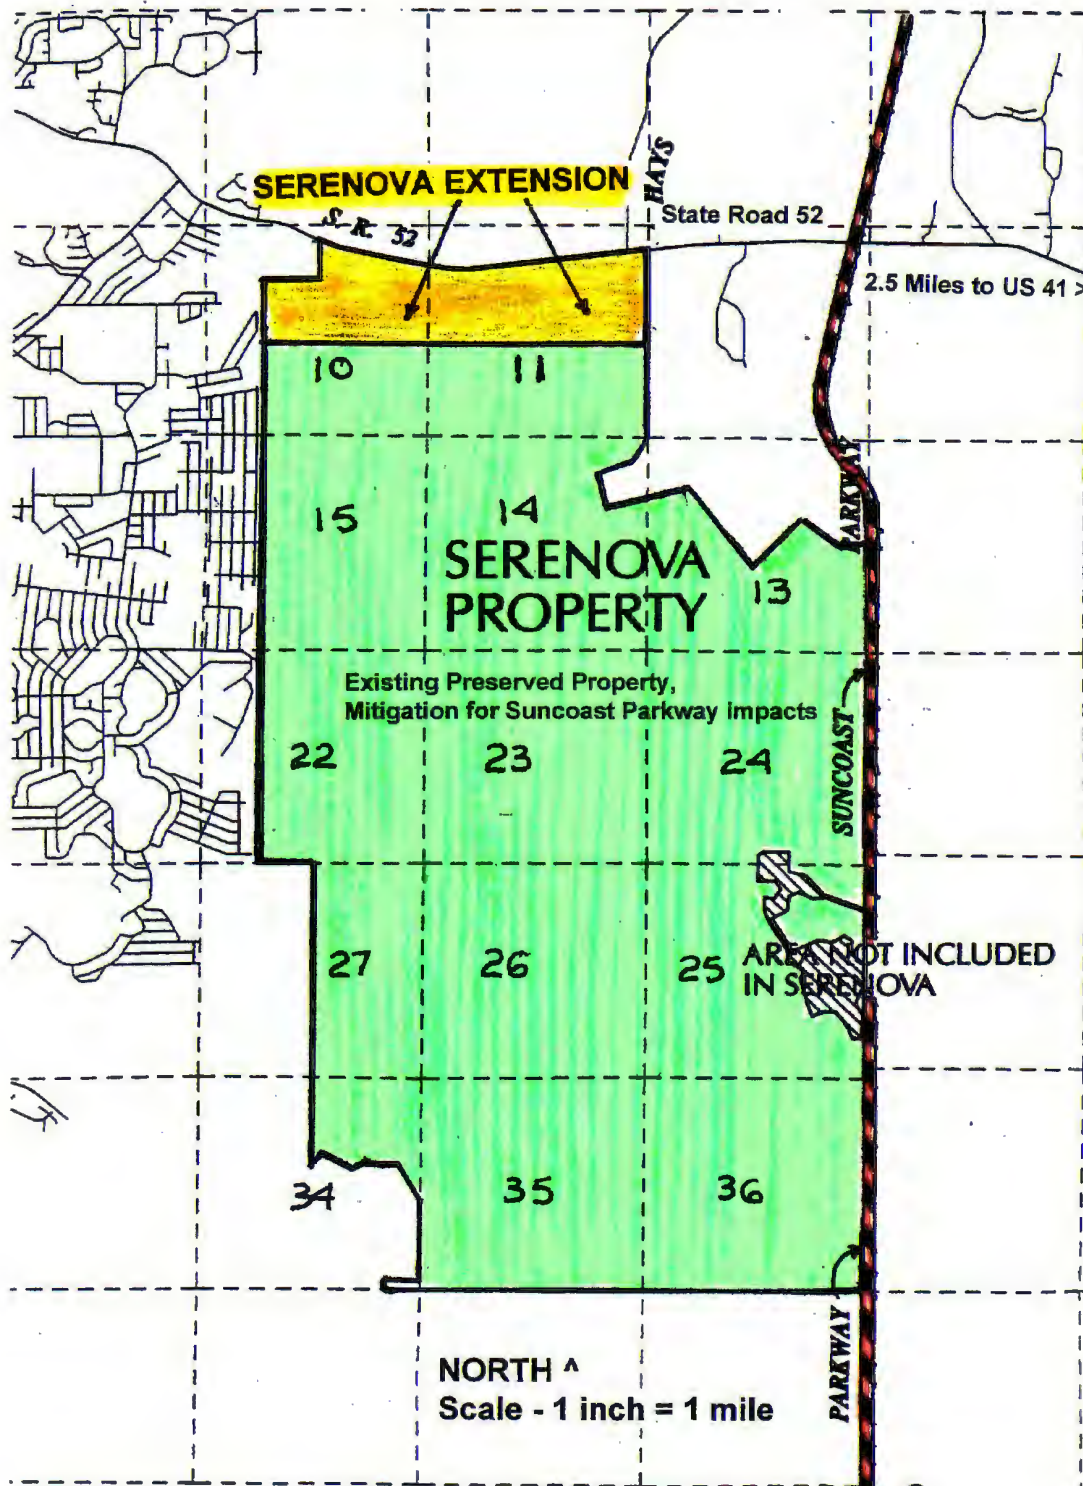 SERENOVA EXTENSION
HAYS
S. R. 52
State Road 52
2.5 Miles to US 41 >
10
11
PARKWAY
15
14
SERENOVA
PROPERTY
13
Existing Preserved Property,
Mitigation for Suncoast Parkway Impacts
SUNCOAST
22
23
24
27
26
25
AREA NOT INCLUDED
IN SERENOVA
34
35
36
PARKWAY
NORTH ^
Scale - 1 inch = 1 mile